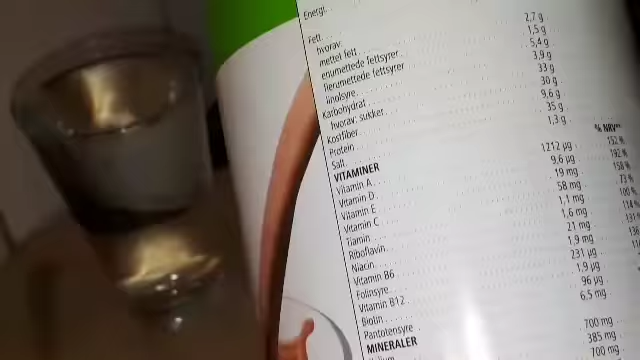 Energi
Fett
hvorav:
mettet fett 2,7 g
enumettede fettsyrer 1,5 g
flerumettede fettsyrer 5,4 g
linolsyre 3,9 g
Karbohydrat 33 g
hvorav: sukker 30 g
Kostfiber 9,6 g
Protein 35 g
Salt 1,3 g
VITAMINER % NRV**
Vitamin A 1212 µg 152 %
Vitamin D 9,6 µg 192 %
Vitamin E 19 mg 158 %
Vitamin C 58 mg 73 %
Tiamin 1,1 mg 100 %
Riboflavin 1,6 mg 114 %
Niacin 21 mg 131 %
Vitamin B6 1,9 mg 136
Folinsyre 231 µg
Vitamin B12 1,9 µg
Biotin 96 µg
Pantotensyre 6,5 mg
MINERALER
Kalium 700 mg
385 mg
700 mg